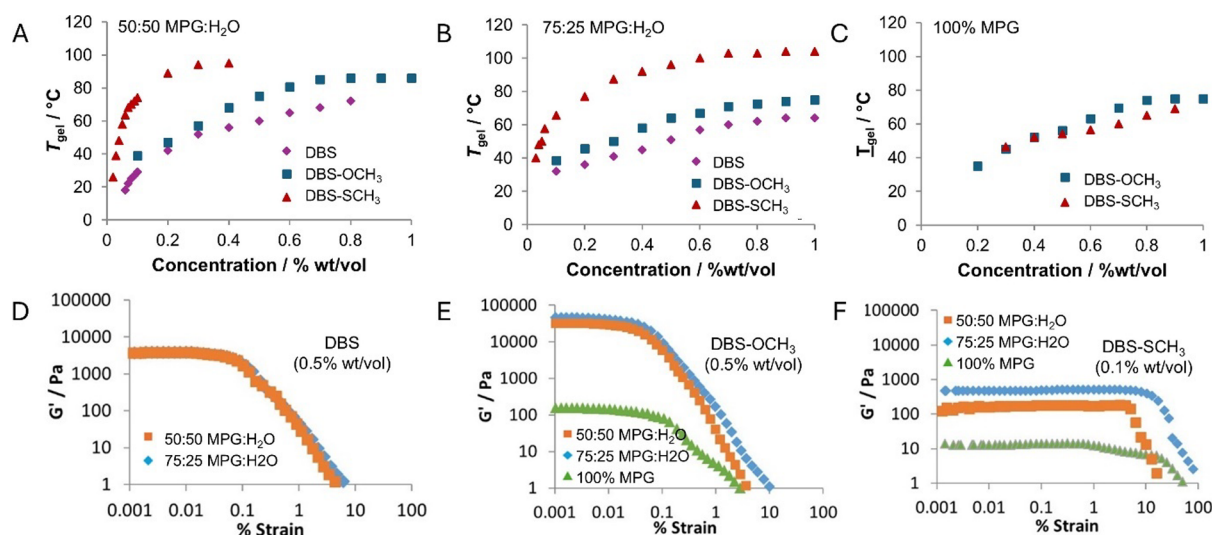 A
50:50 MPG:H₂O
Tgel / °C
120
100
80
60
40
20
0
DBS
DBS-OCH₃
DBS-SCH₃
0 0.2 0.4 0.6 0.8 1
Concentration / % wt/vol
B
75:25 MPG:H₂O
Tgel / °C
120
100
80
60
40
20
0
DBS
DBS-OCH₃
DBS-SCH₃
0 0.2 0.4 0.6 0.8 1
Concentration / %wt/vol
C
100% MPG
Tgel / °C
120
100
80
60
40
20
0
DBS-OCH₃
DBS-SCH₃
0 0.2 0.4 0.6 0.8 1
Concentration / %wt/vol
D
G' / Pa
100000
10000
1000
100
10
1
DBS
(0.5% wt/vol)
50:50 MPG:H₂O
75:25 MPG:H2O
0.001 0.01 0.1 1 10 100
% Strain
E
G' / Pa
100000
10000
1000
100
10
1
DBS-OCH₃
(0.5% wt/vol)
50:50 MPG:H₂O
75:25 MPG:H2O
100% MPG
0.001 0.01 0.1 1 10 100
% Strain
F
G' / Pa
100000
10000
1000
100
10
1
50:50 MPG:H₂O
75:25 MPG:H2O
100% MPG
DBS-SCH₃
(0.1% wt/vol)
0.001 0.01 0.1 1 10 100
% Strain